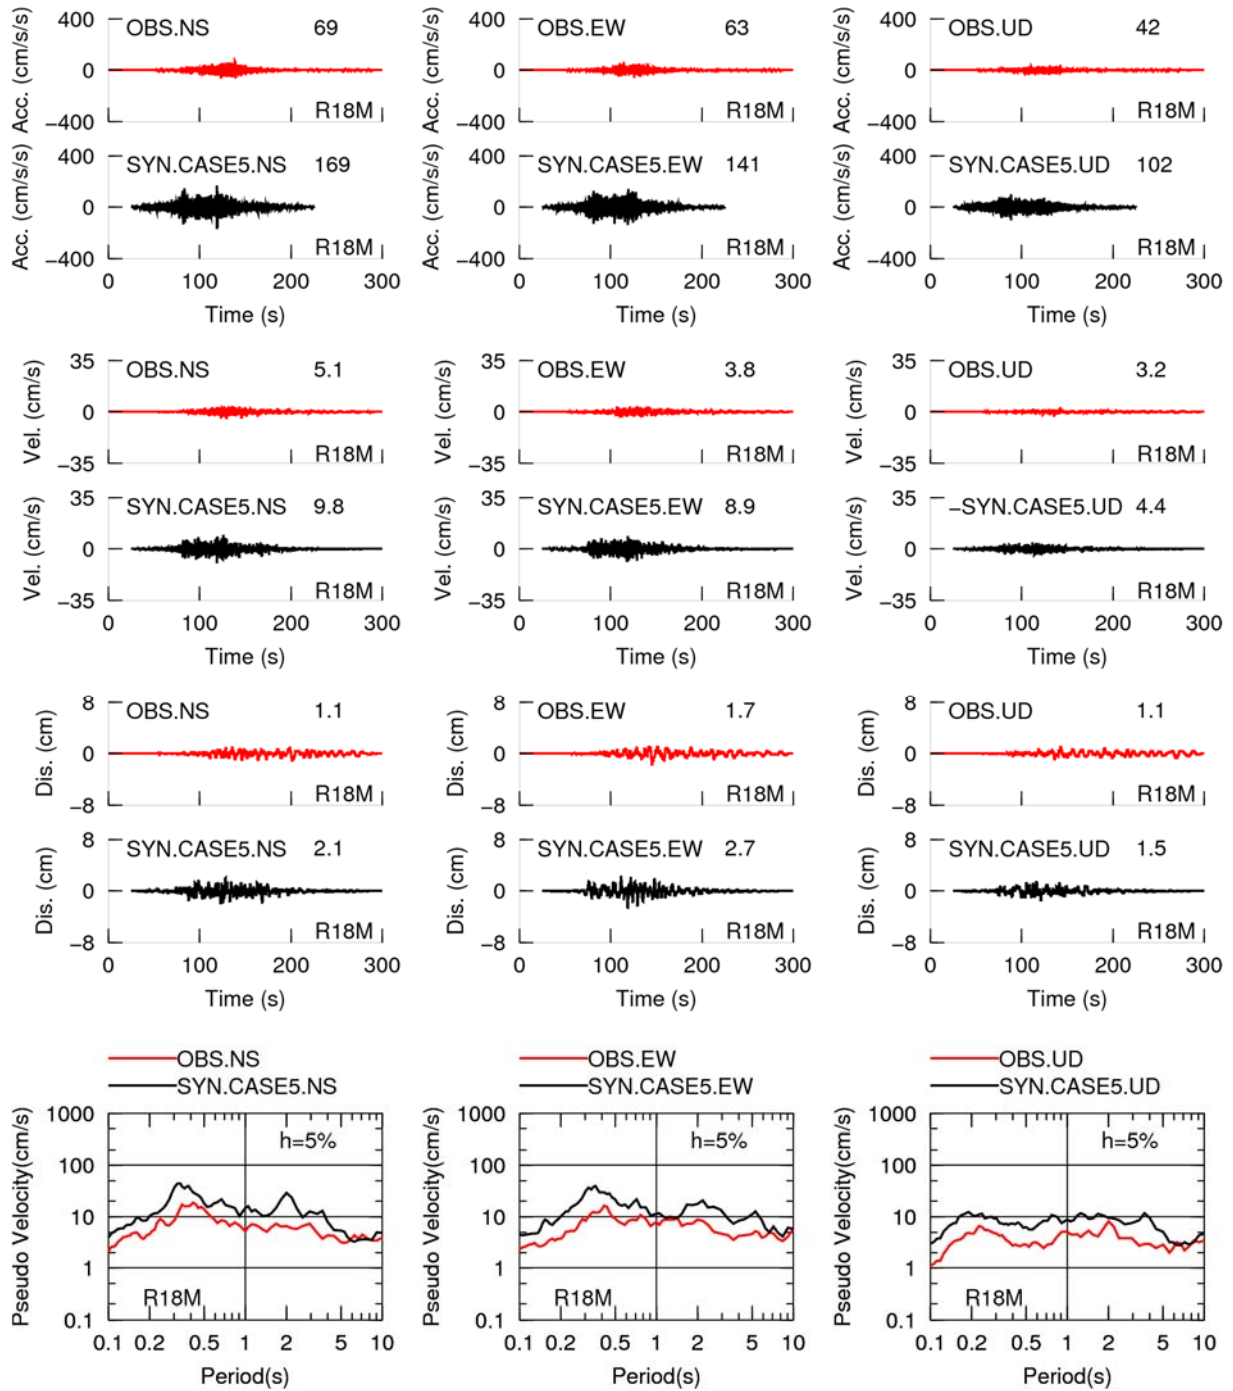 400 OBS.NS 69
Acc. (cm/s/s)
0
−400 R18M
400 OBS.EW 63
Acc. (cm/s/s)
0
−400 R18M
400 OBS.UD 42
Acc. (cm/s/s)
0
−400 R18M
400 SYN.CASE5.NS 169
Acc. (cm/s/s)
0
−400 R18M
0 100 200 300
Time (s)
400 SYN.CASE5.EW 141
Acc. (cm/s/s)
0
−400 R18M
0 100 200 300
Time (s)
400 SYN.CASE5.UD 102
Acc. (cm/s/s)
0
−400 R18M
0 100 200 300
Time (s)
35 OBS.NS 5.1
Vel. (cm/s)
0
−35 R18M
35 OBS.EW 3.8
Vel. (cm/s)
0
−35 R18M
35 OBS.UD 3.2
Vel. (cm/s)
0
−35 R18M
35 SYN.CASE5.NS 9.8
Vel. (cm/s)
0
−35 R18M
0 100 200 300
Time (s)
35 SYN.CASE5.EW 8.9
Vel. (cm/s)
0
−35 R18M
0 100 200 300
Time (s)
35 −SYN.CASE5.UD 4.4
Vel. (cm/s)
0
−35 R18M
0 100 200 300
Time (s)
8 OBS.NS 1.1
Dis. (cm)
0
−8 R18M
8 OBS.EW 1.7
Dis. (cm)
0
−8 R18M
8 OBS.UD 1.1
Dis. (cm)
0
−8 R18M
8 SYN.CASE5.NS 2.1
Dis. (cm)
0
−8 R18M
0 100 200 300
Time (s)
8 SYN.CASE5.EW 2.7
Dis. (cm)
0
−8 R18M
0 100 200 300
Time (s)
8 SYN.CASE5.UD 1.5
Dis. (cm)
0
−8 R18M
0 100 200 300
Time (s)
OBS.NS
SYN.CASE5.NS
1000
h=5%
100
Pseudo Velocity(cm/s)
10
1
R18M
0.1
0.1 0.2 0.5 1 2 5 10
Period(s)
OBS.EW
SYN.CASE5.EW
1000
h=5%
100
Pseudo Velocity(cm/s)
10
1
R18M
0.1
0.1 0.2 0.5 1 2 5 10
Period(s)
OBS.UD
SYN.CASE5.UD
1000
h=5%
100
Pseudo Velocity(cm/s)
10
1
R18M
0.1
0.1 0.2 0.5 1 2 5 10
Period(s)